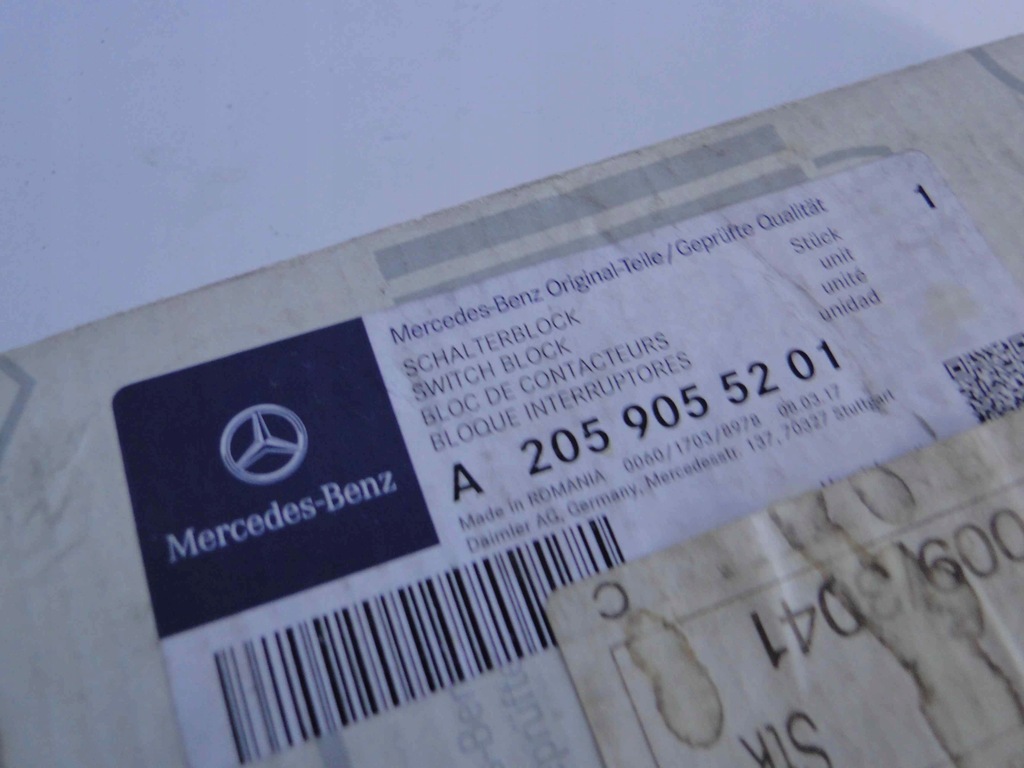 Mercedes-Benz Original-Teile/Geprüfte Qualität
1
SCHALTERBLOCK
SWITCH BLOCK
BLOC DE CONTACTEURS
BLOQUE INTERRUPTORES
Stück
unit
unité
unidad
A 205 905 52 01
Made in ROMANIA 0060/1703/8978 08.03.17
Daimler AG, Germany, Mercedesstr. 137, 70327 Stuttgart
Mercedes-Benz
C
D41
Stk